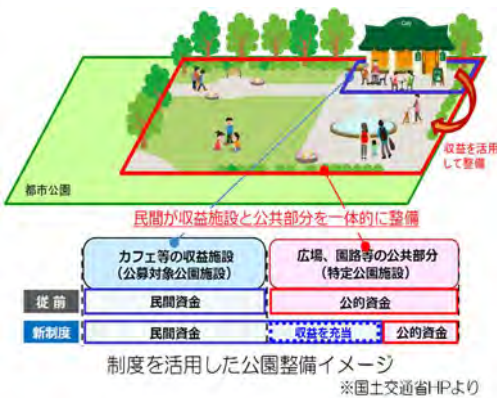 収益を活用
して整備
都市公園
民間が収益施設と公共部分を一体的に整備
カフェ等の収益施設
(公募対象公園施設)
広場、園路等の公共部分
(特定公園施設)
従前
民間資金
公的資金
新制度
民間資金
収益を充当
公的資金
制度を活用した公園整備イメージ
※国土交通省HPより